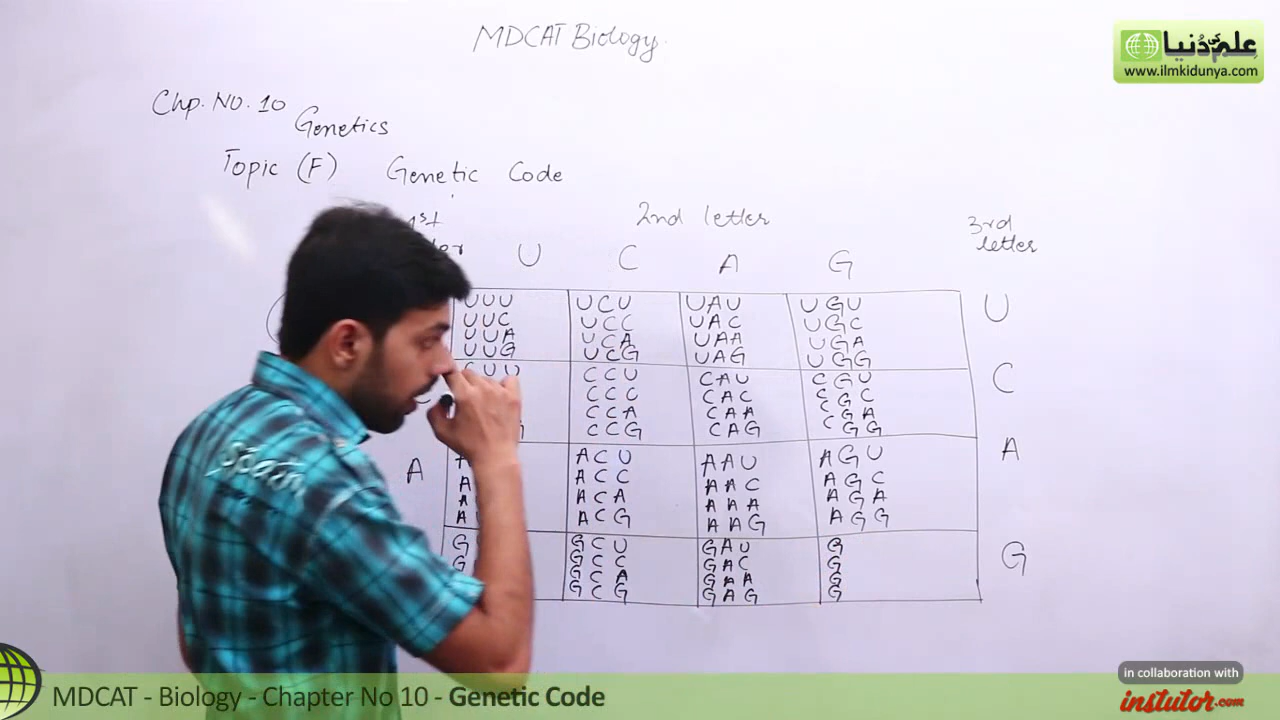 MDCAT Biology
علم کی دُنیا
www.ilmkidunya.com
Chp. No. 10
Genetics
Topic (F) Genetic Code
1st 2nd letter 3rd letter
U C A G
UUU UCU UAU UGU U
UUC UCC UAC UGC
UUA UCA UAA UGA
UUG UCG UAG UGG
CUU CCU CAU CGU C
CCC CAC CGC
CCA CAA CGA
G CCG CAG CGG
A A ACU AAU AGU A
A ACC AAC AGC
A ACA AAA AGA
A ACG AAG AGG
G GCU GAU G G
G GCC GAC G
GCA GAA G
GCG GAG G
in collaboration with
instutor.com
MDCAT - Biology - Chapter No 10 - Genetic Code